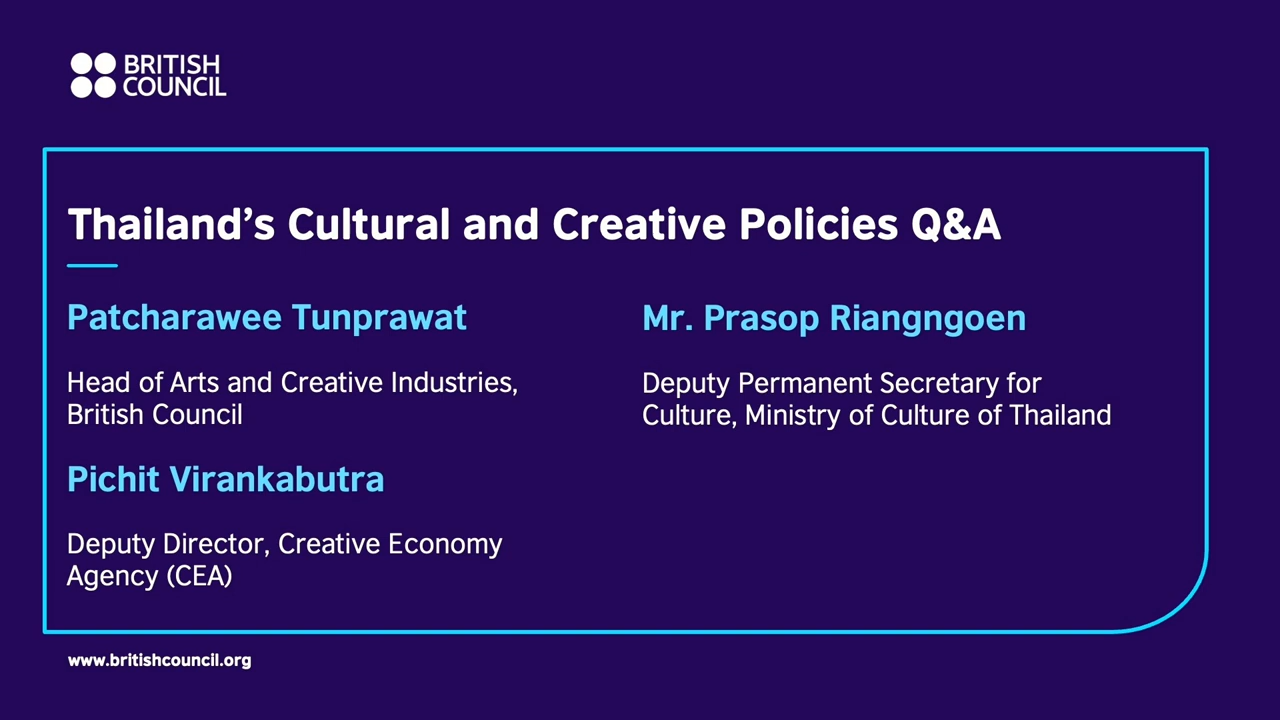 BRITISH
COUNCIL
Thailand’s Cultural and Creative Policies Q&A
Patcharawee Tunprawat
Head of Arts and Creative Industries,
British Council
Mr. Prasop Riangngoen
Deputy Permanent Secretary for
Culture, Ministry of Culture of Thailand
Pichit Virankabutra
Deputy Director, Creative Economy
Agency (CEA)
www.britishcouncil.org